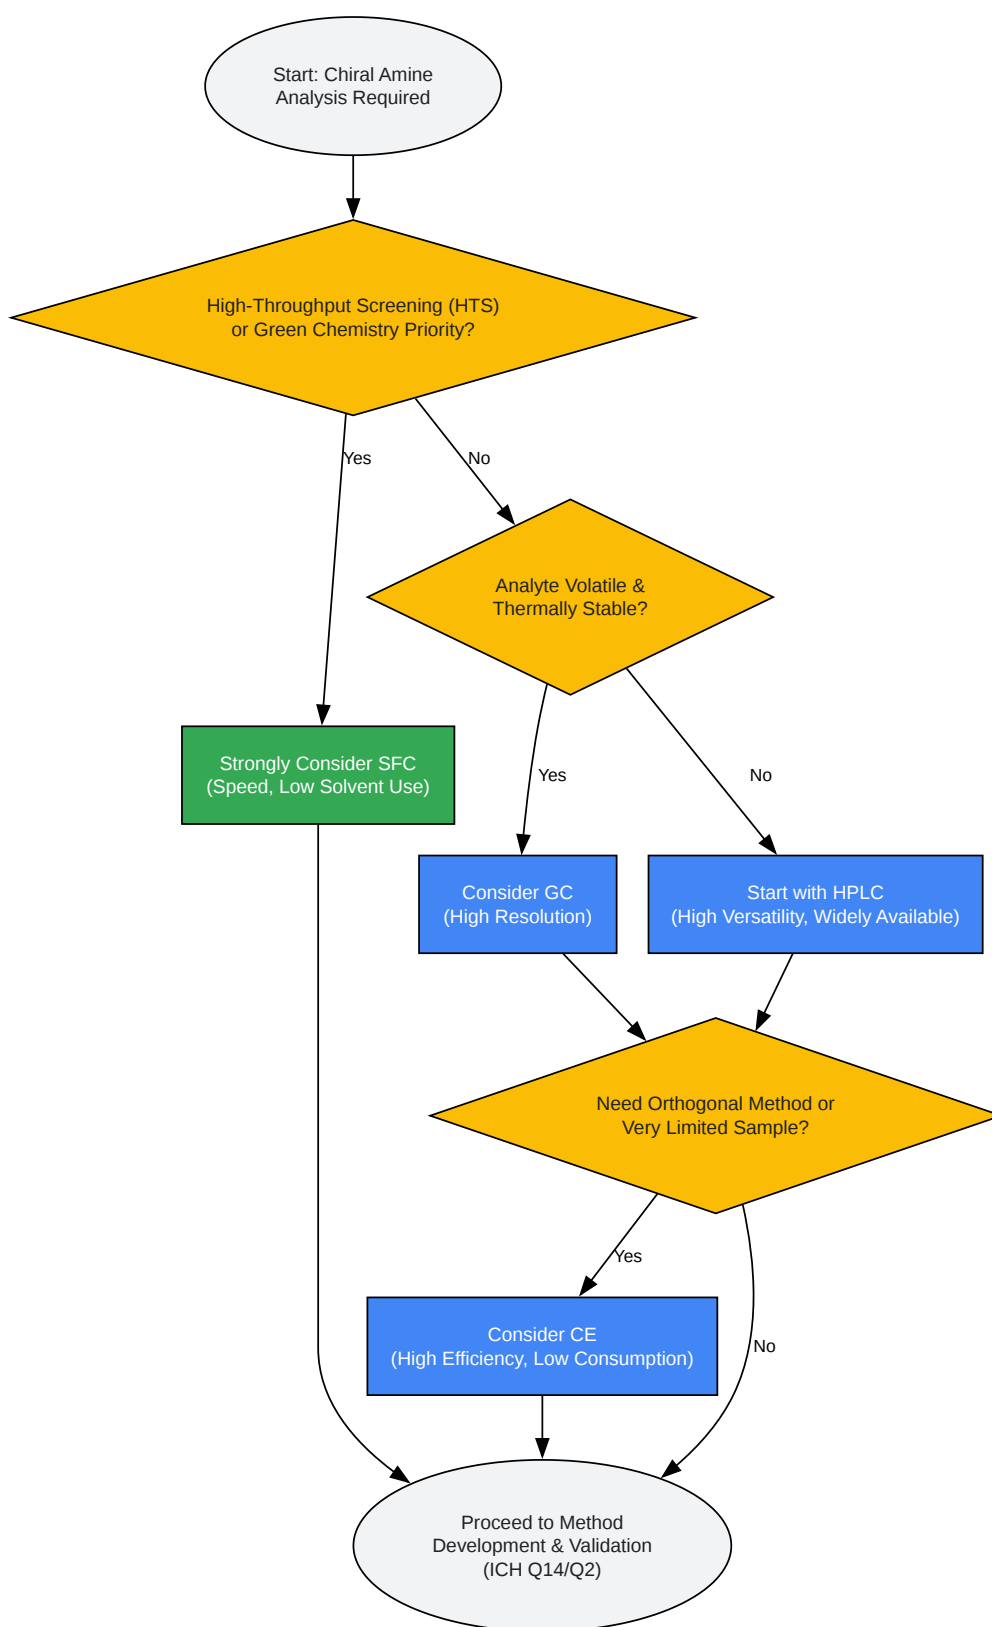 Start: Chiral Amine
Analysis Required
High-Throughput Screening (HTS)
or Green Chemistry Priority?
Yes
No
Analyte Volatile &
Thermally Stable?
Strongly Consider SFC
(Speed, Low Solvent Use)
Yes
No
Consider GC
(High Resolution)
Start with HPLC
(High Versatility, Widely Available)
Need Orthogonal Method or
Very Limited Sample?
Yes
Consider CE
(High Efficiency, Low Consumption)
No
Proceed to Method
Development & Validation
(ICH Q14/Q2)